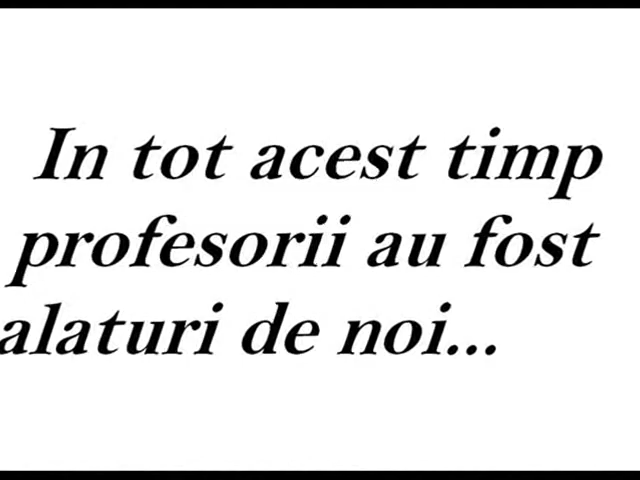 In tot acest timp
profesorii au fost
alaturi de noi...